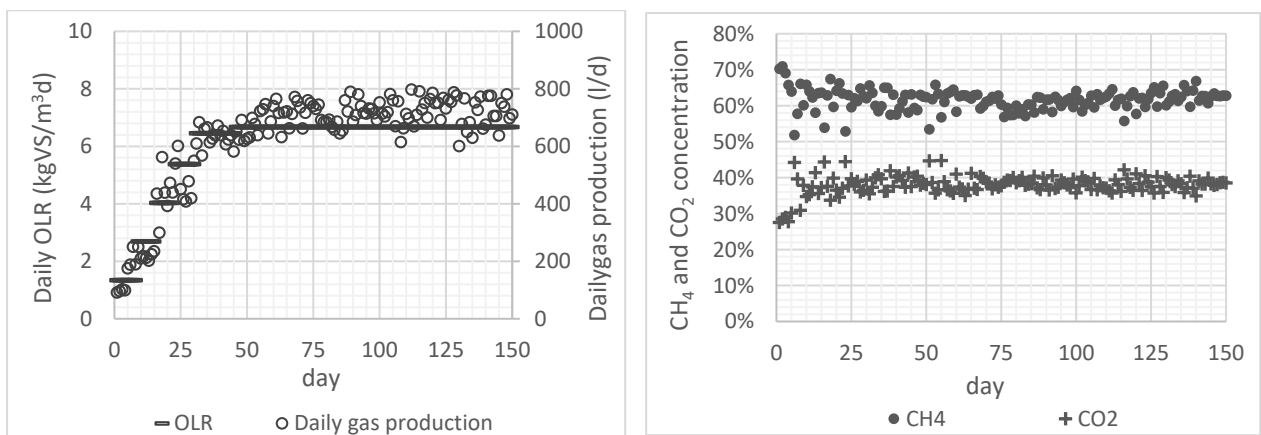 Daily OLR (kgVS/m³d)
10
8
6
4
2
0
1000
800
600
400
200
0
Dailygas production (l/d)
0 25 50 75 100 125 150
day
OLR Daily gas production
CH₄ and CO₂ concentration
80%
70%
60%
50%
40%
30%
20%
10%
0%
0 25 50 75 100 125 150
day
CH4 CO2